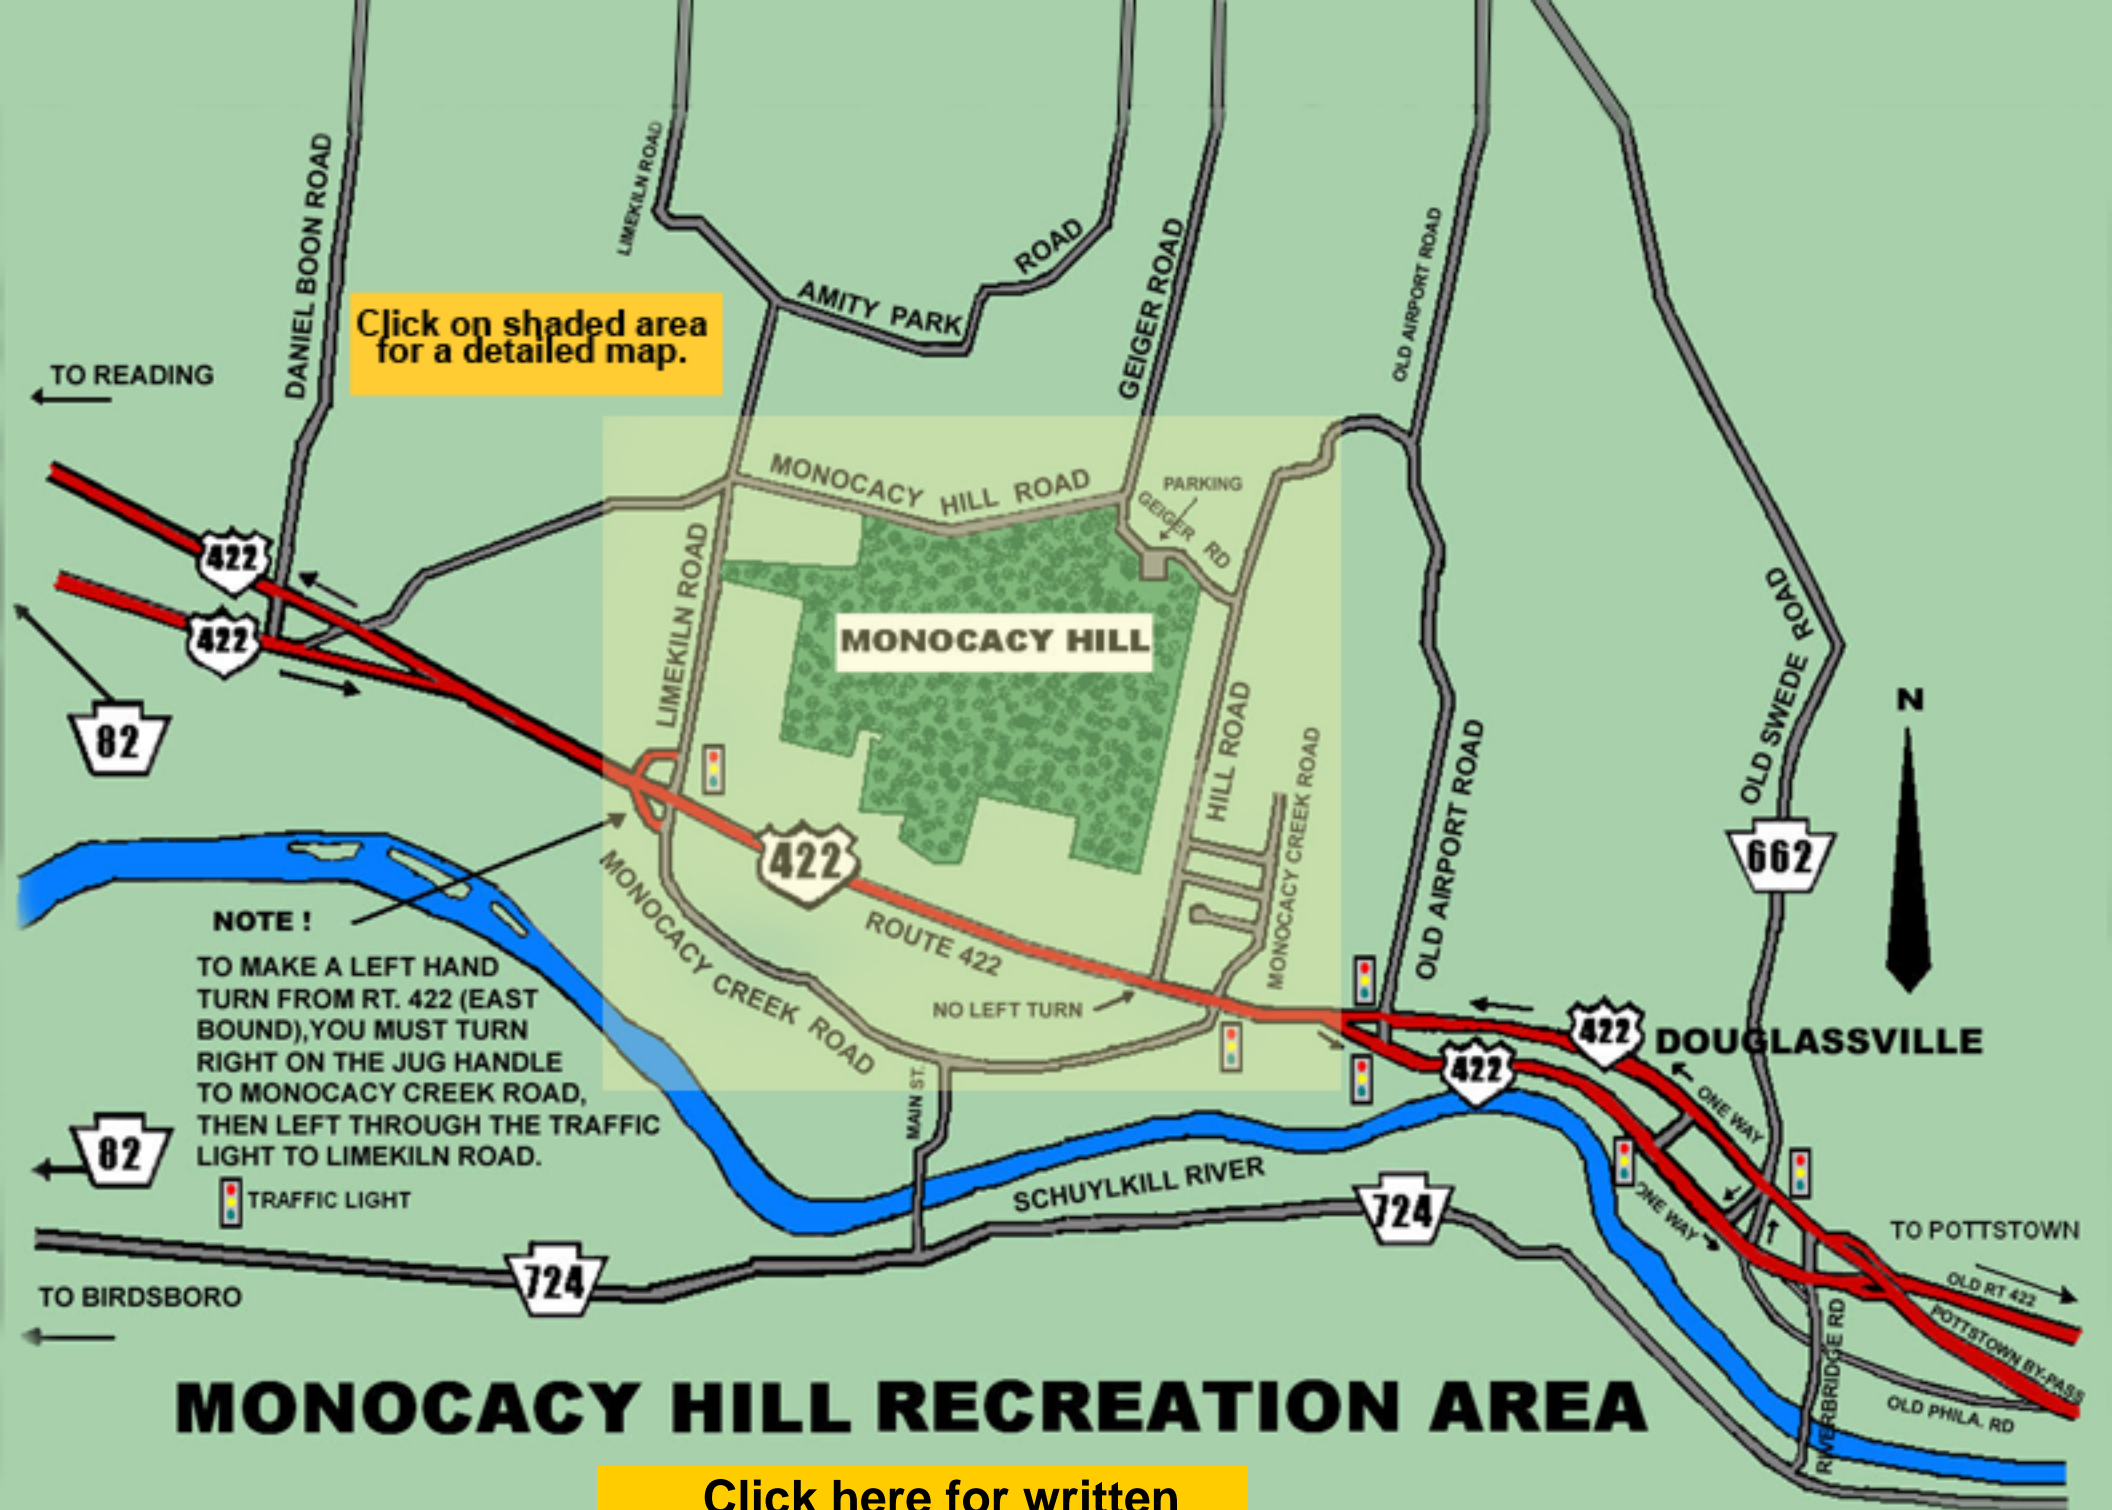 DANIEL BOON ROAD
LIMEKILN ROAD
AMITY PARK ROAD
GEIGER ROAD
OLD AIRPORT ROAD
Click on shaded area
for a detailed map.
TO READING
MONOCACY HILL ROAD
PARKING
GEIGER RD
422
422
LIMEKILN ROAD
MONOCACY HILL
OLD SWEDE ROAD
N
82
HILL ROAD
MONOCACY CREEK ROAD
OLD AIRPORT ROAD
662
422
ROUTE 422
MONOCACY CREEK ROAD
NO LEFT TURN
NOTE !
TO MAKE A LEFT HAND
TURN FROM RT. 422 (EAST
BOUND),YOU MUST TURN
RIGHT ON THE JUG HANDLE
TO MONOCACY CREEK ROAD,
THEN LEFT THROUGH THE TRAFFIC
LIGHT TO LIMEKILN ROAD.
TRAFFIC LIGHT
422
DOUGLASSVILLE
422
ONE WAY
MAIN ST.
82
SCHUYLKILL RIVER
724
ONE WAY
TO POTTSTOWN
OLD RT 422
POTTSTOWN BY-PASS
724
TO BIRDSBORO
RIVERBRIDGE RD
OLD PHILA. RD
MONOCACY HILL RECREATION AREA
Click here for written